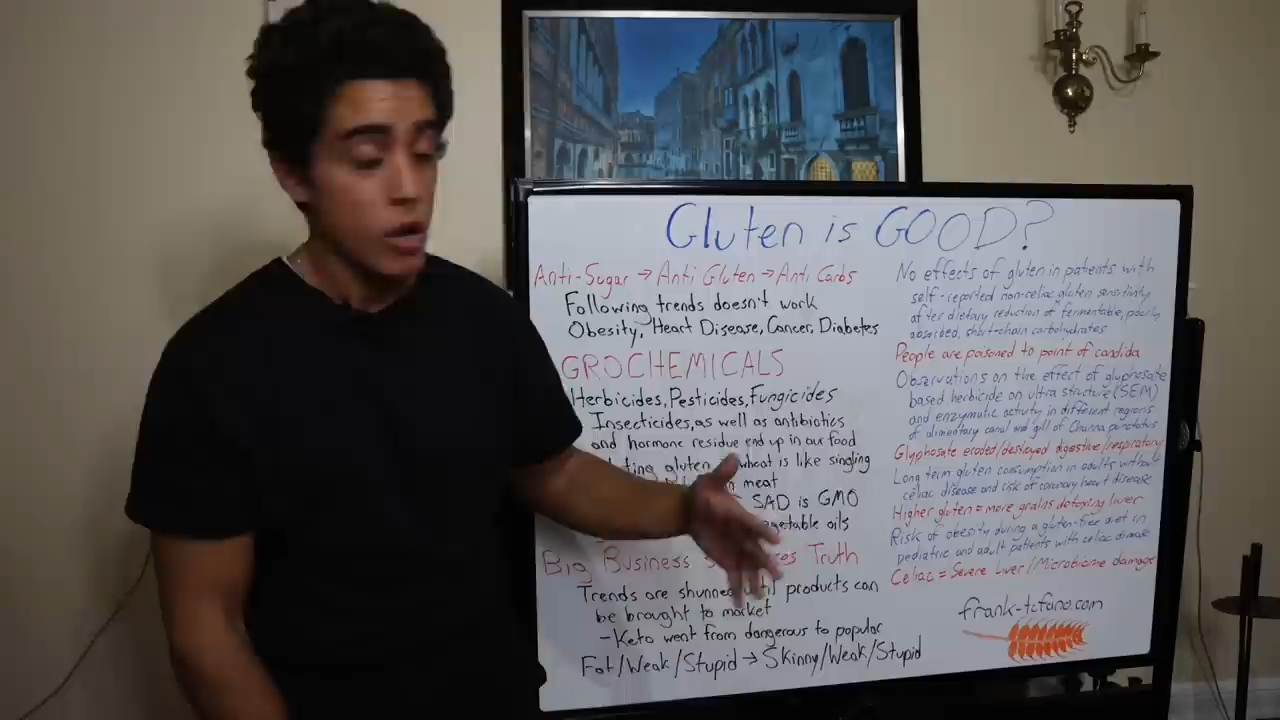 Gluten is GOOD?
Anti-Sugar → Anti Gluten → Anti Carbs
Following trends doesn't work
Obesity, Heart Disease, Cancer, Diabetes
GROCHEMICALS
Herbicides, Pesticides, Fungicides
Insecticides, as well as antibiotics
and hormone residue end up in our food
gluten wheat is like singling
meat
SAD is GMO
oils
Big Business Truth
Trends are shunned products can
be brought to market
- Keto went from dangerous to popular
Fat/Weak/Stupid → Skinny/Weak/Stupid
No effects of gluten in patients with
self-reported non-celiac gluten sensitivity
after dietary reduction of fermentable, poorly
absorbed, short-chain carbohydrates
People are poisoned to point of candida
Observations on the effect of glyphosate
based herbicide on ultra structure (SEM)
and enzymatic activity in different regions
of alimentary canal and gill of Channa punctatus
Glyphosate eroded/destroyed digestive/respiratory
Long term gluten consumption in adults without
celiac disease and risk of coronary heart disease
Higher gluten = more grains detoxing liver
Risk of obesity during a gluten-free diet in
pediatric and adult patients with celiac disease
Celiac = Severe Liver/Microbiome damage
frank-tufano.com